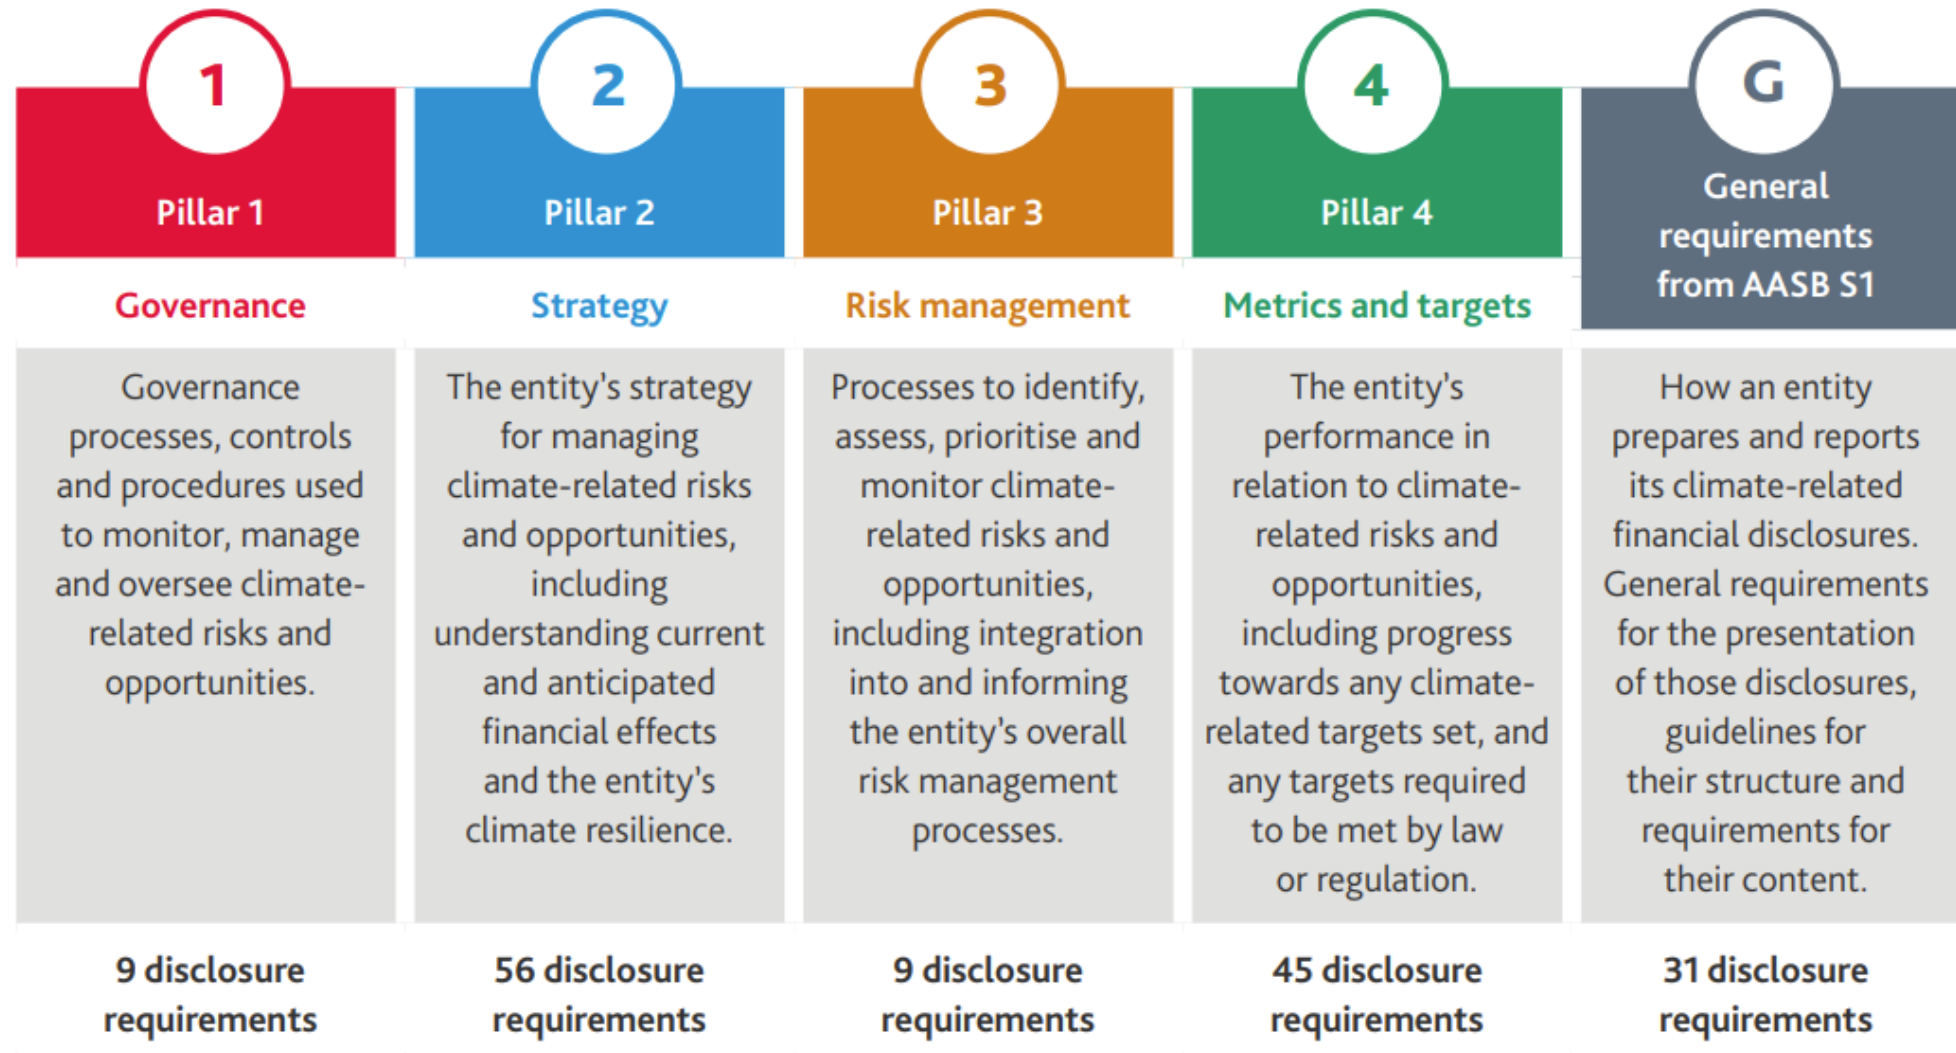 1
Pillar 1
Governance
Governance
processes, controls
and procedures used
to monitor, manage
and oversee climate-
related risks and
opportunities.
9 disclosure
requirements
2
Pillar 2
Strategy
The entity's strategy
for managing
climate-related risks
and opportunities,
including
understanding current
and anticipated
financial effects
and the entity's
climate resilience.
56 disclosure
requirements
3
Pillar 3
Risk management
Processes to identify,
assess, prioritise and
monitor climate-
related risks and
opportunities,
including integration
into and informing
the entity's overall
risk management
processes.
9 disclosure
requirements
4
Pillar 4
Metrics and targets
The entity's
performance in
relation to climate-
related risks and
opportunities,
including progress
towards any climate-
related targets set, and
any targets required
to be met by law
or regulation.
45 disclosure
requirements
G
General
requirements
from AASB S1
How an entity
prepares and reports
its climate-related
financial disclosures.
General requirements
for the presentation
of those disclosures,
guidelines for
their structure and
requirements for
their content.
31 disclosure
requirements